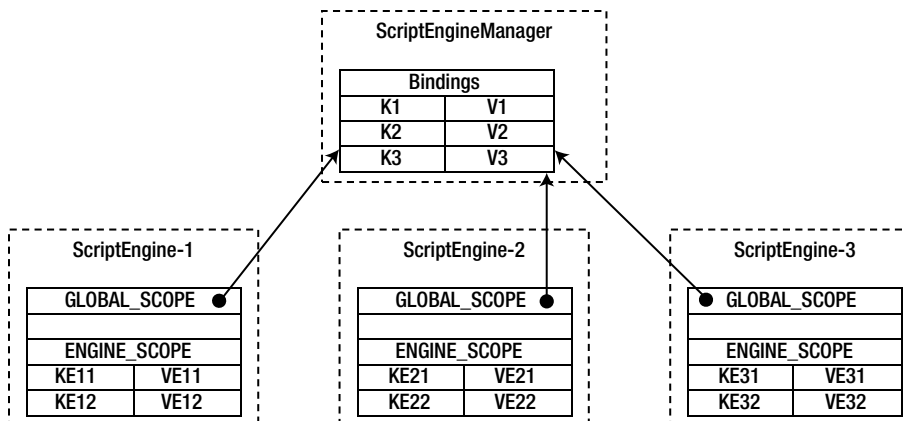 ScriptEngineManager
Bindings
K1 V1
K2 V2
K3 V3
ScriptEngine-1
GLOBAL_SCOPE
ENGINE_SCOPE
KE11 VE11
KE12 VE12
ScriptEngine-2
GLOBAL_SCOPE
ENGINE_SCOPE
KE21 VE21
KE22 VE22
ScriptEngine-3
GLOBAL_SCOPE
ENGINE_SCOPE
KE31 VE31
KE32 VE32